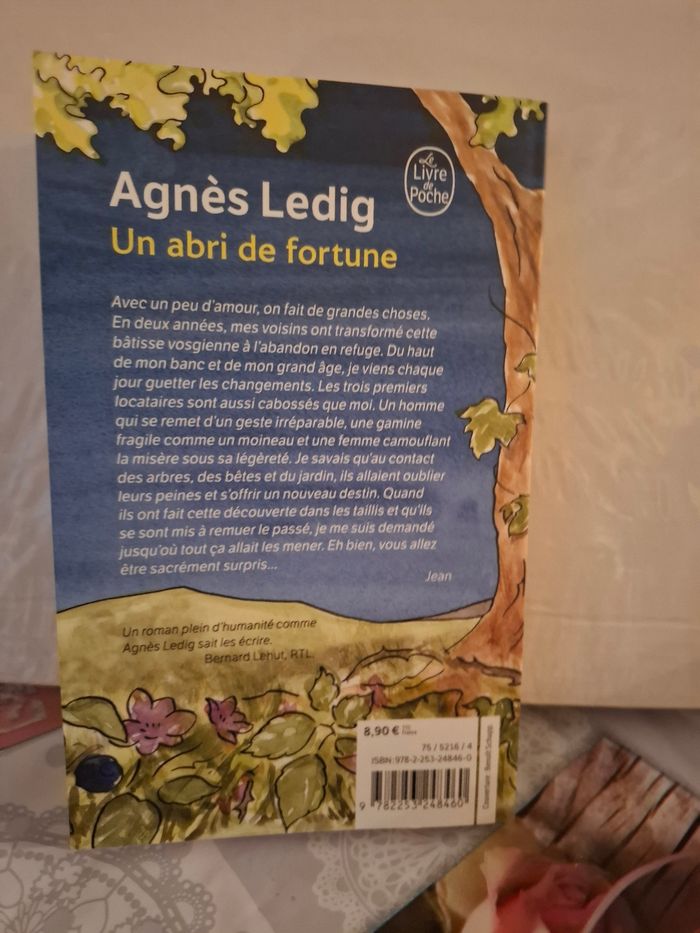 Le
Livre
de
Poche
Agnès Ledig
Un abri de fortune
Avec un peu d'amour, on fait de grandes choses.
En deux années, mes voisins ont transformé cette
bâtisse vosgienne à l'abandon en refuge. Du haut
de mon banc et de mon grand âge, je viens chaque
jour guetter les changements. Les trois premiers
locataires sont aussi cabossés que moi. Un homme
qui se remet d'un geste irréparable, une gamine
fragile comme un moineau et une femme camouflant
la misère sous sa légèreté. Je savais qu'au contact
des arbres, des bêtes et du jardin, ils allaient oublier
leurs peines et s'offrir un nouveau destin. Quand
ils ont fait cette découverte dans les taillis et qu'ils
se sont mis à remuer le passé, je me suis demandé
jusqu'où tout ça allait les mener. Eh bien, vous allez
être sacrément surpris...
Jean
Un roman plein d'humanité comme
Agnès Ledig sait les écrire.
Bernard Lehut, RTL.
8,90 €
France
75 / 5216 / 4
ISBN: 978-2-253-24846-0
9 782253 248460
Couverture : Benoît Schupp